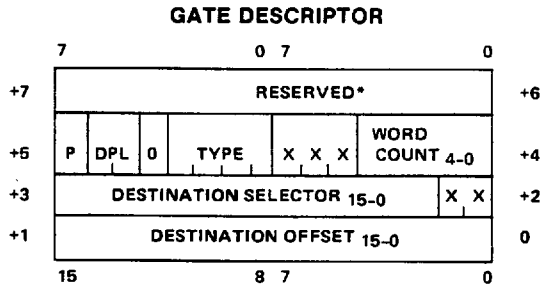 GATE DESCRIPTOR
7 0 7 0
+7 RESERVED* +6
+5 P DPL 0 TYPE X X X WORD COUNT 4-0 +4
+3 DESTINATION SELECTOR 15-0 X X +2
+1 DESTINATION OFFSET 15-0 0
15 8 7 0